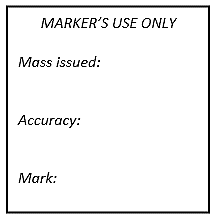 MARKER'S USE ONLY
Mass issued:
Accuracy:
Mark: